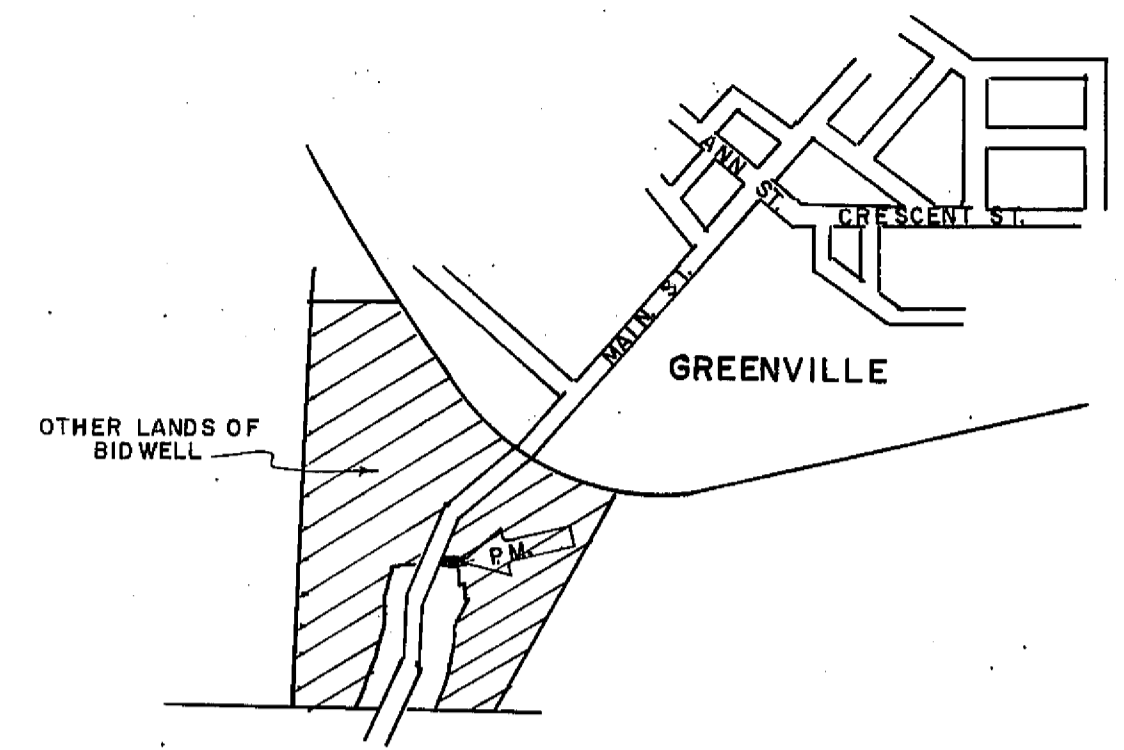 ANN ST.
CRESCENT ST.
MAIN ST.
GREENVILLE
OTHER LANDS OF
BIDWELL
P.M.